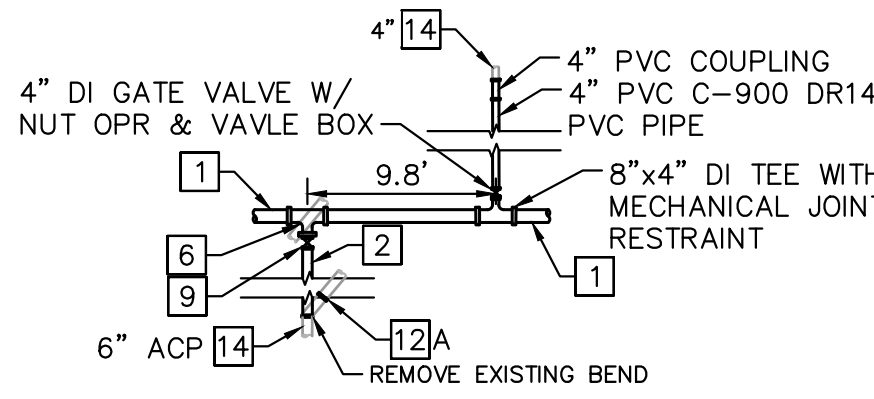 4" 14
4" PVC COUPLING
4" PVC C-900 DR14
PVC PIPE
4" DI GATE VALVE W/
NUT OPR & VAVLE BOX
9.8'
1
8"x4" DI TEE WITH
MECHANICAL JOINT
RESTRAINT
6
2
1
9
6" ACP 14
12 A
REMOVE EXISTING BEND